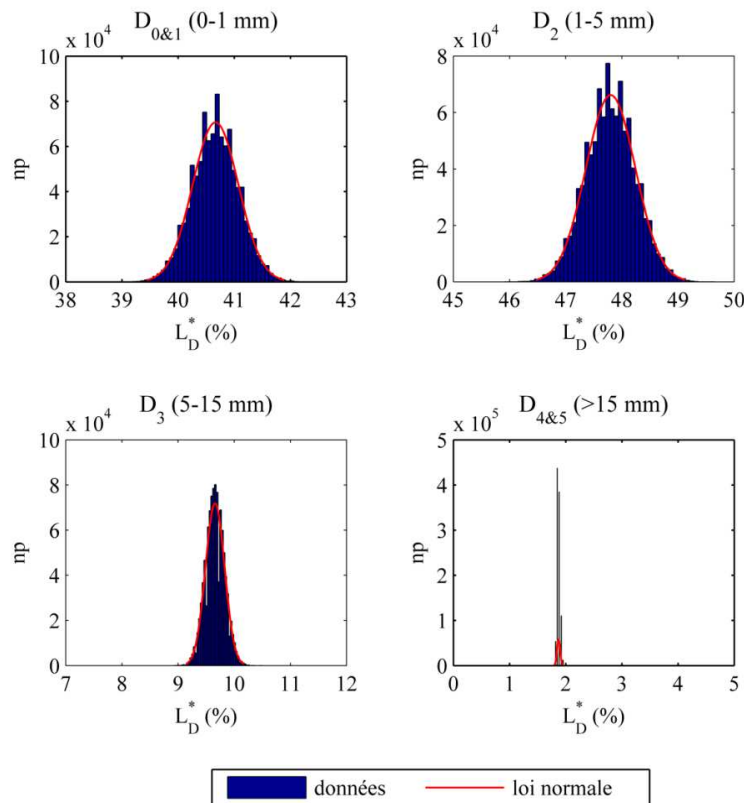 D0&1 (0-1 mm)
x 10^4
10
8
6
4
2
0
np
38 39 40 41 42 43
L*D (%)
D2 (1-5 mm)
x 10^4
8
6
4
2
0
np
45 46 47 48 49 50
L*D (%)
D3 (5-15 mm)
x 10^4
10
8
6
4
2
0
np
7 8 9 10 11 12
L*D (%)
D4&5 (>15 mm)
x 10^5
5
4
3
2
1
0
np
0 1 2 3 4 5
L*D (%)
données loi normale